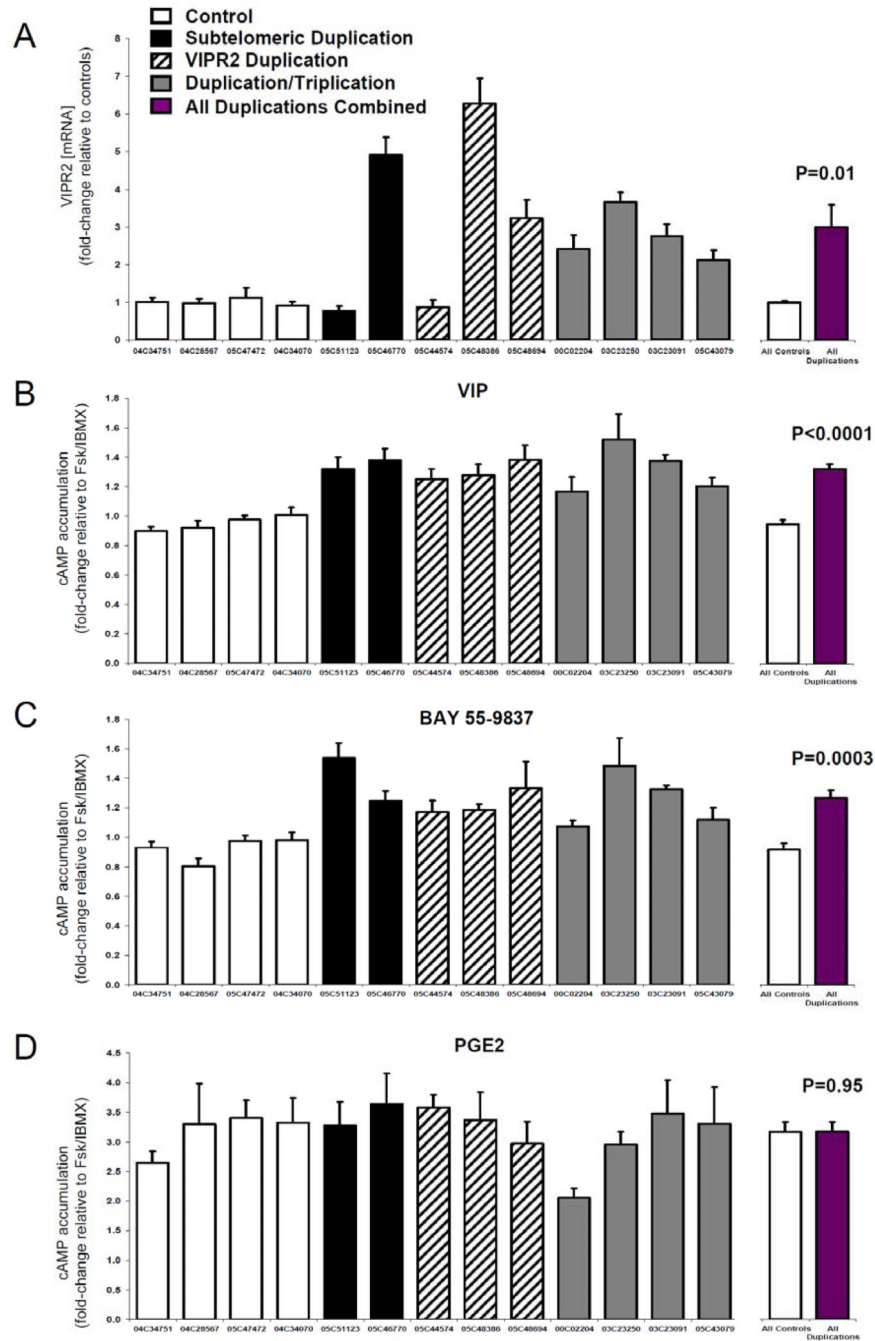 A
Control
Subtelomeric Duplication
VIPR2 Duplication
Duplication/Triplication
All Duplications Combined
VIPR2 [mRNA]
(fold-change relative to controls)
8
7
6
5
4
3
2
1
0
P=0.01
04C34751 04C28567 05C47472 04C34070 05C51123 05C46770 05C44574 05C48386 05C48694 00C02204 03C23250 03C23091 05C43079 All Controls All
Duplications
B
VIP
cAMP accumulation
(fold-change relative to Fsk/IBMX)
1.8
1.6
1.4
1.2
1.0
0.8
0.6
0.4
0.2
0.0
P<0.0001
04C34751 04C28567 05C47472 04C34070 05C51123 05C46770 05C44574 05C48386 05C48694 00C02204 03C23250 03C23091 05C43079 All Controls All
Duplications
C
BAY 55-9837
cAMP accumulation
(fold-change relative to Fsk/IBMX)
1.8
1.6
1.4
1.2
1.0
0.8
0.6
0.4
0.2
0.0
P=0.0003
04C34751 04C28567 05C47472 04C34070 05C51123 05C46770 05C44574 05C48386 05C48694 00C02204 03C23250 03C23091 05C43079 All Controls All
Duplications
D
PGE2
cAMP accumulation
(fold-change relative to Fsk/IBMX)
4.5
4.0
3.5
3.0
2.5
2.0
1.5
1.0
0.5
0.0
P=0.95
04C34751 04C28567 05C47472 04C34070 05C51123 05C46770 05C44574 05C48386 05C48694 00C02204 03C23250 03C23091 05C43079 All Controls All
Duplications